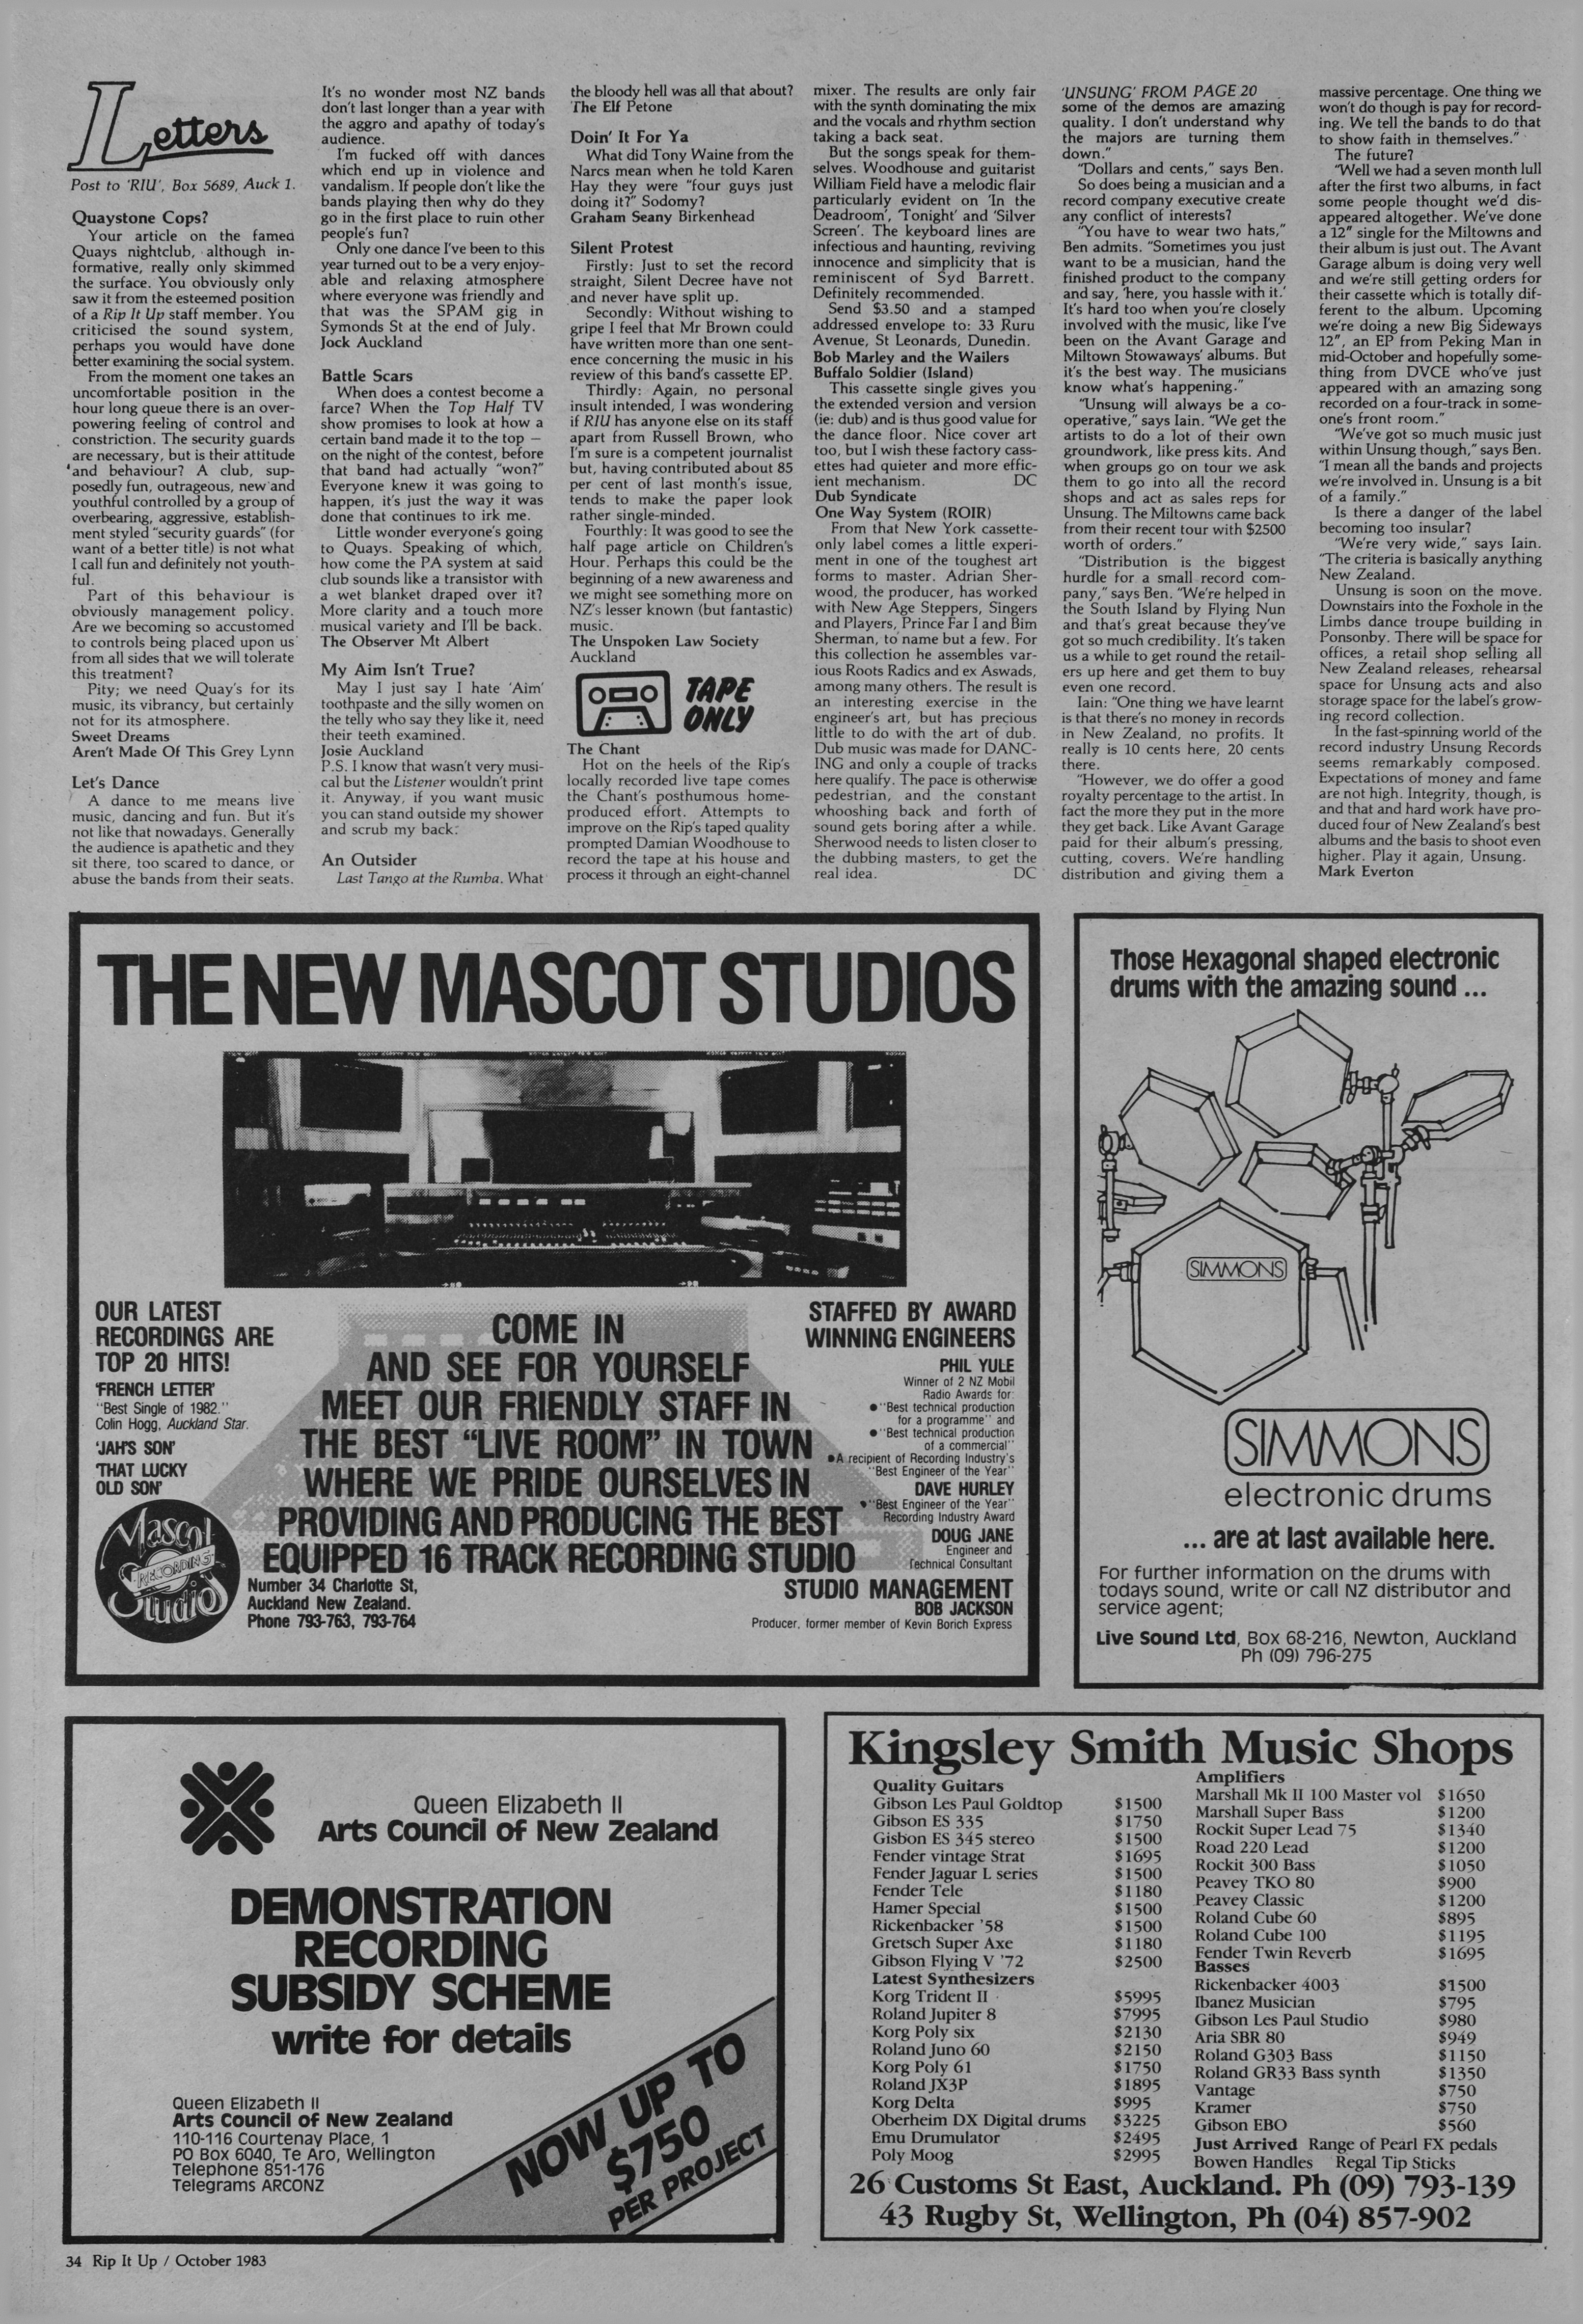 Letters
Post to 'RIU', Box 5689, Auck 1.
Quaystone Cops?
Your article on the famed
Quays nightclub, although in-
formative, really only skimmed
the surface. You obviously only
saw it from the esteemed position
of a Rip It Up staff member. You
criticised the sound system,
perhaps you would have done
better examining the social system.
From the moment one takes an
uncomfortable position in the
hour long queue there is an over-
powering feeling of control and
constriction. The security guards
are necessary, but is their attitude
and behaviour? A club, sup-
posedly fun, outrageous, new and
youthful controlled by a group of
overbearing, aggressive, establish-
ment styled "security guards" (for
want of a better title) is not what
I call fun and definitely not youth-
ful.
Part of this behaviour is
obviously management policy.
Are we becoming so accustomed
to controls being placed upon us
from all sides that we will tolerate
this treatment?
Pity; we need Quay's for its
music, its vibrancy, but certainly
not for its atmosphere.
Sweet Dreams
Aren't Made Of This Grey Lynn
Let's Dance
A dance to me means live
music, dancing and fun. But it's
not like that nowadays. Generally
the audience is apathetic and they
sit there, too scared to dance, or
abuse the bands from their seats.
It's no wonder most NZ bands
don't last longer than a year with
the aggro and apathy of today's
audience.
I'm fucked off with dances
which end up in violence and
vandalism. If people don't like the
bands playing then why do they
go in the first place to ruin other
people's fun?
Only one dance I've been to this
year turned out to be a very enjoy-
able and relaxing atmosphere
where everyone was friendly and
that was the SPAM gig in
Symonds St at the end of July.
Jock Auckland
Battle Scars
When does a contest become a
farce? When the Top Half TV
show promises to look at how a
certain band made it to the top —
on the night of the contest, before
that band had actually "won?"
Everyone knew it was going to
happen, it's just the way it was
done that continues to irk me.
Little wonder everyone's going
to Quays. Speaking of which,
how come the PA system at said
club sounds like a transistor with
a wet blanket draped over it?
More clarity and a touch more
musical variety and I'll be back.
The Observer Mt Albert
My Aim Isn't True?
May I just say I hate 'Aim'
toothpaste and the silly women on
the telly who say they like it, need
their teeth examined.
Josie Auckland
P.S. I know that wasn't very musi-
cal but the Listener wouldn't print
it. Anyway, if you want music
you can stand outside my shower
and scrub my back.
An Outsider
Last Tango at the Rumba. What
the bloody hell was all that about?
The Elf Petone
Doin' It For Ya
What did Tony Waine from the
Narcs mean when he told Karen
Hay they were "four guys just
doing it?" Sodomy?
Graham Seany Birkenhead
Silent Protest
Firstly: Just to set the record
straight, Silent Decree have not
and never have split up.
Secondly: Without wishing to
gripe I feel that Mr Brown could
have written more than one sent-
ence concerning the music in his
review of this band's cassette EP.
Thirdly: Again, no personal
insult intended, I was wondering
if RIU has anyone else on its staff
apart from Russell Brown, who
I'm sure is a competent journalist
but, having contributed about 85
per cent of last month's issue,
tends to make the paper look
rather single-minded.
Fourthly: It was good to see the
half page article on Children's
Hour. Perhaps this could be the
beginning of a new awareness and
we might see something more on
NZ's lesser known (but fantastic)
music.
The Unspoken Law Society
Auckland
TAPE
ONLY
The Chant
Hot on the heels of the Rip's
locally recorded live tape comes
the Chant's posthumous home-
produced effort. Attempts to
improve on the Rip's taped quality
prompted Damian Woodhouse to
record the tape at his house and
process it through an eight-channel
mixer. The results are only fair
with the synth dominating the mix
and the vocals and rhythm section
taking a back seat.
But the songs speak for them-
selves. Woodhouse and guitarist
William Field have a melodic flair
particularly evident on 'In the
Deadroom', 'Tonight' and 'Silver
Screen'. The keyboard lines are
infectious and haunting, reviving
innocence and simplicity that is
reminiscent of Syd Barrett.
Definitely recommended.
Send $3.50 and a stamped
addressed envelope to: 33 Ruru
Avenue, St Leonards, Dunedin.
Bob Marley and the Wailers
Buffalo Soldier (Island)
This cassette single gives you
the extended version and version
(ie: dub) and is thus good value for
the dance floor. Nice cover art
too, but I wish these factory cass-
ettes had quieter and more effic-
ient mechanism. DC
Dub Syndicate
One Way System (ROIR)
From that New York cassette-
only label comes a little experi-
ment in one of the toughest art
forms to master. Adrian Sher-
wood, the producer, has worked
with New Age Steppers, Singers
and Players, Prince Far I and Bim
Sherman, to name but a few. For
this collection he assembles var-
ious Roots Radics and ex Aswads,
among many others. The result is
an interesting exercise in the
engineer's art, but has precious
little to do with the art of dub.
Dub music was made for DANC-
ING and only a couple of tracks
here qualify. The pace is otherwise
pedestrian, and the constant
whooshing back and forth of
sound gets boring after a while.
Sherwood needs to listen closer to
the dubbing masters, to get the
real idea. DC
'UNSUNG' FROM PAGE 20
some of the demos are amazing
quality. I don't understand why
the majors are turning them
down."
"Dollars and cents," says Ben.
So does being a musician and a
record company executive create
any conflict of interests?
"You have to wear two hats,"
Ben admits. "Sometimes you just
want to be a musician, hand the
finished product to the company
and say, 'here, you hassle with it.'
It's hard too when you're closely
involved with the music, like I've
been on the Avant Garage and
Miltown Stowaways' albums. But
it's the best way. The musicians
know what's happening."
"Unsung will always be a co-
operative," says Iain. "We get the
artists to do a lot of their own
groundwork, like press kits. And
when groups go on tour we ask
them to go into all the record
shops and act as sales reps for
Unsung. The Miltowns came back
from their recent tour with $2500
worth of orders."
"Distribution is the biggest
hurdle for a small record com-
pany," says Ben. "We're helped in
the South Island by Flying Nun
and that's great because they've
got so much credibility. It's taken
us a while to get round the retail-
ers up here and get them to buy
even one record.
Iain: "One thing we have learnt
is that there's no money in records
in New Zealand, no profits. It
really is 10 cents here, 20 cents
there.
"However, we do offer a good
royalty percentage to the artist. In
fact the more they put in the more
they get back. Like Avant Garage
paid for their album's pressing,
cutting, covers. We're handling
distribution and giving them a
massive percentage. One thing we
won't do though is pay for record-
ing. We tell the bands to do that
to show faith in themselves."
The future?
"Well we had a seven month lull
after the first two albums, in fact
some people thought we'd dis-
appeared altogether. We've done
a 12" single for the Miltowns and
their album is just out. The Avant
Garage album is doing very well
and we're still getting orders for
their cassette which is totally dif-
ferent to the album. Upcoming
we're doing a new Big Sideways
12", an EP from Peking Man in
mid-October and hopefully some-
thing from DVCE who've just
appeared with an amazing song
recorded on a four-track in some-
one's front room."
"We've got so much music just
within Unsung though," says Ben.
"I mean all the bands and projects
we're involved in. Unsung is a bit
of a family."
Is there a danger of the label
becoming too insular?
"We're very wide," says Iain.
"The criteria is basically anything
New Zealand.
Unsung is soon on the move.
Downstairs into the Foxhole in the
Limbs dance troupe building in
Ponsonby. There will be space for
offices, a retail shop selling all
New Zealand releases, rehearsal
space for Unsung acts and also
storage space for the label's grow-
ing record collection.
In the fast-spinning world of the
record industry Unsung Records
seems remarkably composed.
Expectations of money and fame
are not high. Integrity, though, is
and that and hard work have pro-
duced four of New Zealand's best
albums and the basis to shoot even
higher. Play it again, Unsung.
Mark Everton
THE NEW MASCOT STUDIOS
OUR LATEST
RECORDINGS ARE
TOP 20 HITS!
'FRENCH LETTER'
"Best Single of 1982."
Colin Hogg, Auckland Star.
'JAH'S SON'
'THAT LUCKY
OLD SON'
Mascot
RECORDING
Studios
COME IN
AND SEE FOR YOURSELF
MEET OUR FRIENDLY STAFF IN
THE BEST "LIVE ROOM" IN TOWN
WHERE WE PRIDE OURSELVES IN
PROVIDING AND PRODUCING THE BEST
EQUIPPED 16 TRACK RECORDING STUDIO
Number 34 Charlotte St,
Auckland New Zealand.
Phone 793-763, 793-764
STAFFED BY AWARD
WINNING ENGINEERS
PHIL YULE
Winner of 2 NZ Mobil
Radio Awards for:
●"Best technical production
for a programme" and
●"Best technical production
of a commercial"
●A recipient of Recording Industry's
"Best Engineer of the Year"
DAVE HURLEY
●"Best Engineer of the Year"
Recording Industry Award
DOUG JANE
Engineer and
Technical Consultant
STUDIO MANAGEMENT
BOB JACKSON
Producer, former member of Kevin Borich Express
Those Hexagonal shaped electronic
drums with the amazing sound ...
SIMMONS
SIMMONS
electronic drums
... are at last available here.
For further information on the drums with
todays sound, write or call NZ distributor and
service agent;
Live Sound Ltd, Box 68-216, Newton, Auckland
Ph (09) 796-275
Queen Elizabeth II
Arts Council of New Zealand
DEMONSTRATION
RECORDING
SUBSIDY SCHEME
write for details
Queen Elizabeth II
Arts Council of New Zealand
110-116 Courtenay Place, 1
PO Box 6040, Te Aro, Wellington
Telephone 851-176
Telegrams ARCONZ
NOW UP TO
$750
PER PROJECT
Kingsley Smith Music Shops
Quality Guitars
Gibson Les Paul Goldtop $1500
Gibson ES 335 $1750
Gisbon ES 345 stereo $1500
Fender vintage Strat $1695
Fender Jaguar L series $1500
Fender Tele $1180
Hamer Special $1500
Rickenbacker '58 $1500
Gretsch Super Axe $1180
Gibson Flying V '72 $2500
Latest Synthesizers
Korg Trident II $5995
Roland Jupiter 8 $7995
Korg Poly six $2130
Roland Juno 60 $2150
Korg Poly 61 $1750
Roland JX3P $1895
Korg Delta $995
Oberheim DX Digital drums $3225
Emu Drumulator $2495
Poly Moog $2995
Amplifiers
Marshall Mk II 100 Master vol $1650
Marshall Super Bass $1200
Rockit Super Lead 75 $1340
Road 220 Lead $1200
Rockit 300 Bass $1050
Peavey TKO 80 $900
Peavey Classic $1200
Roland Cube 60 $895
Roland Cube 100 $1195
Fender Twin Reverb $1695
Basses
Rickenbacker 4003 $1500
Ibanez Musician $795
Gibson Les Paul Studio $980
Aria SBR 80 $949
Roland G303 Bass $1150
Roland GR33 Bass synth $1350
Vantage $750
Kramer $750
Gibson EBO $560
Just Arrived Range of Pearl FX pedals
Bowen Handles Regal Tip Sticks
26 Customs St East, Auckland. Ph (09) 793-139
43 Rugby St, Wellington, Ph (04) 857-902
34 Rip It Up / October 1983